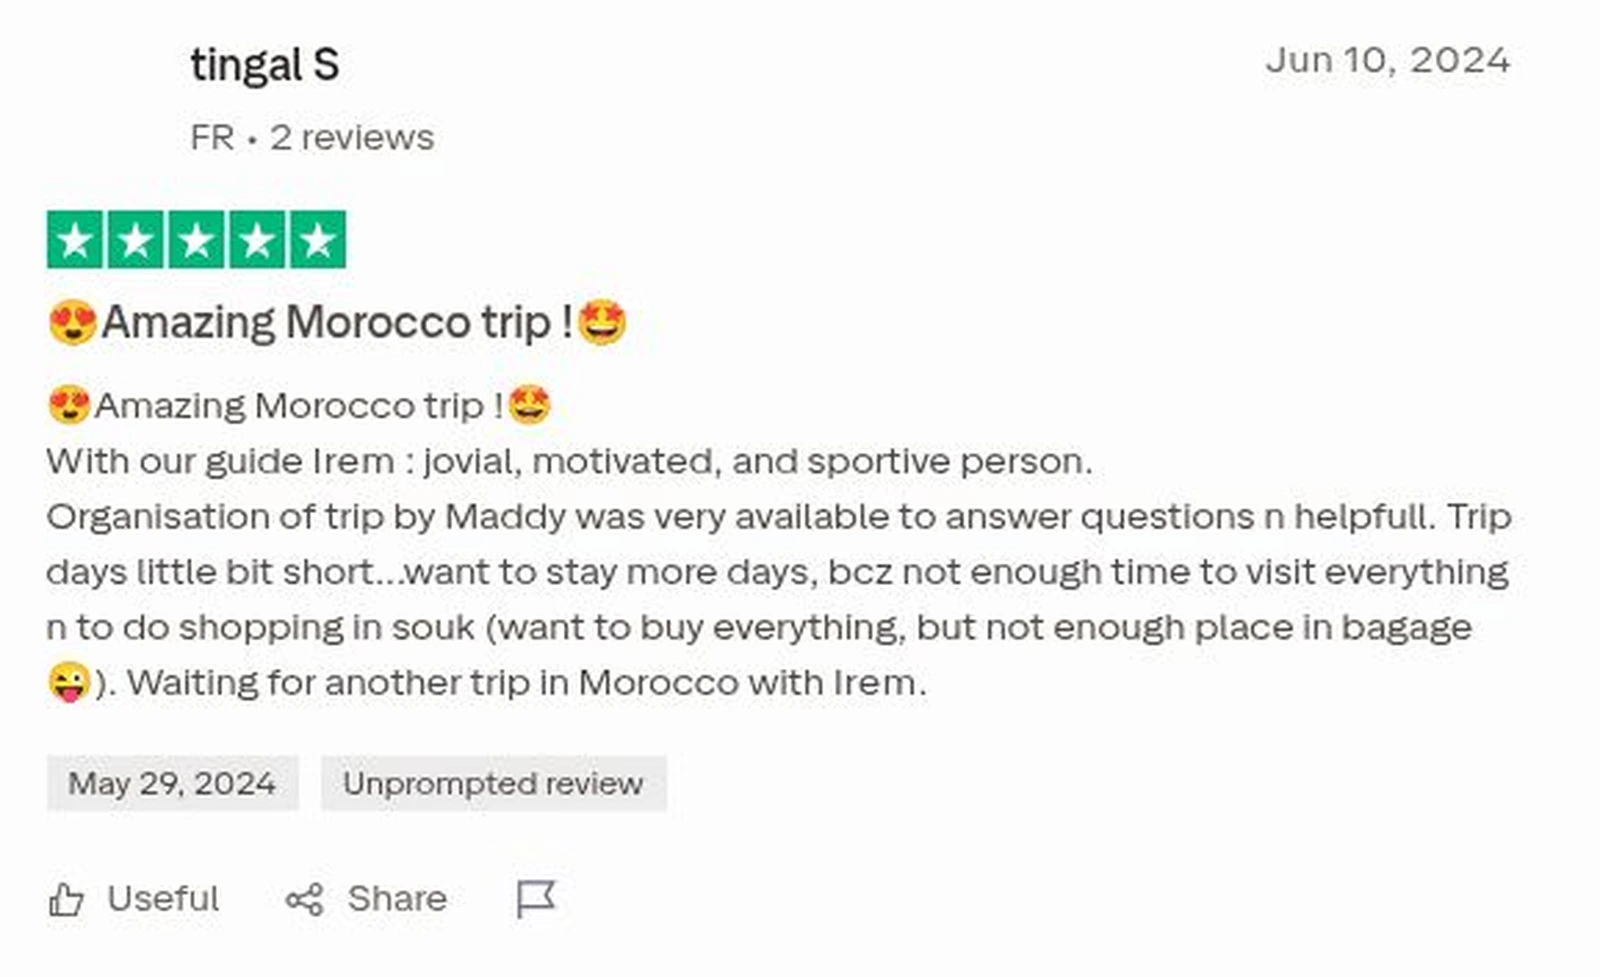 tingal S
Jun 10, 2024
FR • 2 reviews
😍Amazing Morocco trip !🤩
😍Amazing Morocco trip !🤩
With our guide Irem : jovial, motivated, and sportive person.
Organisation of trip by Maddy was very available to answer questions n helpfull. Trip
days little bit short...want to stay more days, bcz not enough time to visit everything
n to do shopping in souk (want to buy everything, but not enough place in bagage
😜). Waiting for another trip in Morocco with Irem.
May 29, 2024
Unprompted review
Useful
Share